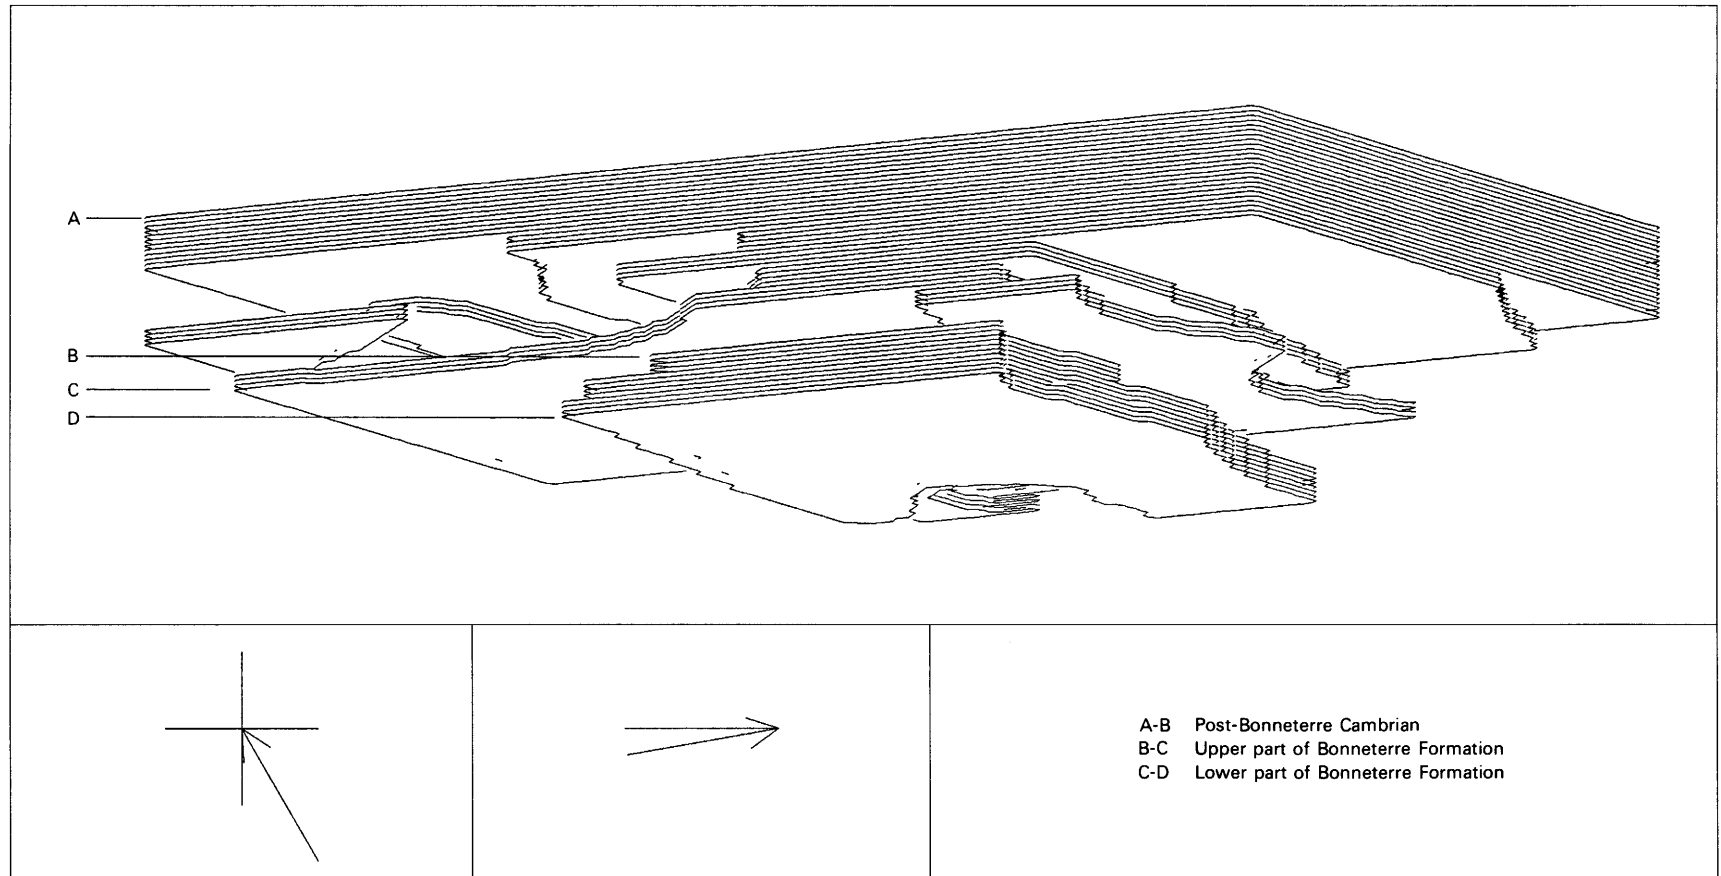 A
B
C
D
A-B Post-Bonneterre Cambrian
B-C Upper part of Bonneterre Formation
C-D Lower part of Bonneterre Formation